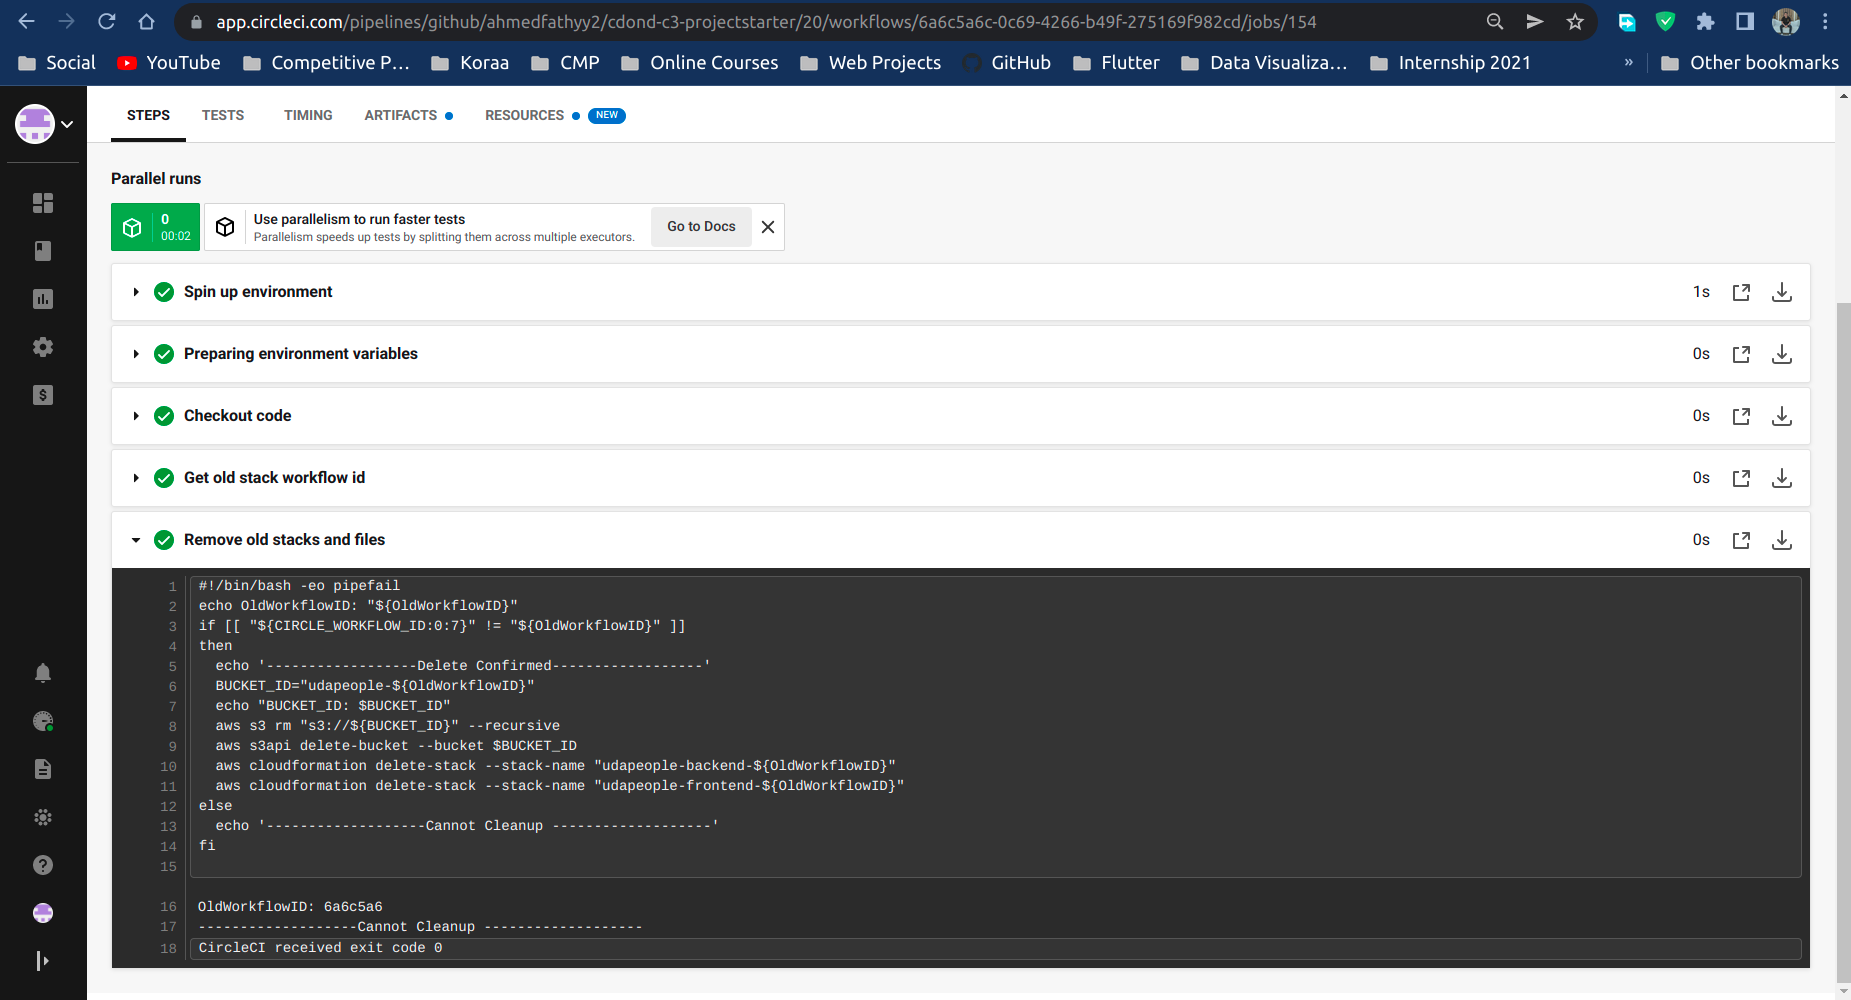 app.circleci.com/pipelines/github/ahmedfathyy2/cdond-c3-projectstarter/20/workflows/6a6c5a6c-0c69-4266-b49f-275169f982cd/jobs/154
Social YouTube Competitive P... Koraa CMP Online Courses Web Projects GitHub Flutter Data Visualiza... Internship 2021 » Other bookmarks
STEPS TESTS TIMING ARTIFACTS RESOURCES NEW
Parallel runs
0
00:02
Use parallelism to run faster tests
Parallelism speeds up tests by splitting them across multiple executors.
Go to Docs
Spin up environment 1s
Preparing environment variables 0s
Checkout code 0s
Get old stack workflow id 0s
Remove old stacks and files 0s
1 #!/bin/bash -eo pipefail
2 echo OldWorkflowID: "${OldWorkflowID}"
3 if [[ "${CIRCLE_WORKFLOW_ID:0:7}" != "${OldWorkflowID}" ]]
4 then
5   echo '------------------Delete Confirmed------------------'
6   BUCKET_ID="udapeople-${OldWorkflowID}"
7   echo "BUCKET_ID: $BUCKET_ID"
8   aws s3 rm "s3://${BUCKET_ID}" --recursive
9   aws s3api delete-bucket --bucket $BUCKET_ID
10   aws cloudformation delete-stack --stack-name "udapeople-backend-${OldWorkflowID}"
11   aws cloudformation delete-stack --stack-name "udapeople-frontend-${OldWorkflowID}"
12 else
13   echo '-------------------Cannot Cleanup -------------------'
14 fi
15
16 OldWorkflowID: 6a6c5a6
17 -------------------Cannot Cleanup -------------------
18 CircleCI received exit code 0